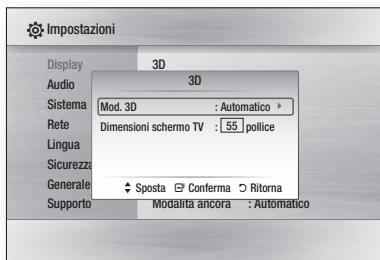 Impostazioni
Display 3D
Audio
Sistema
Rete
Lingua
Sicurezza
Generale
Supporto
3D
Mod. 3D : Automatico
Dimensioni schermo TV : 55 pollice
Sposta Conferma Ritorna
Modalità ancora : Automatico